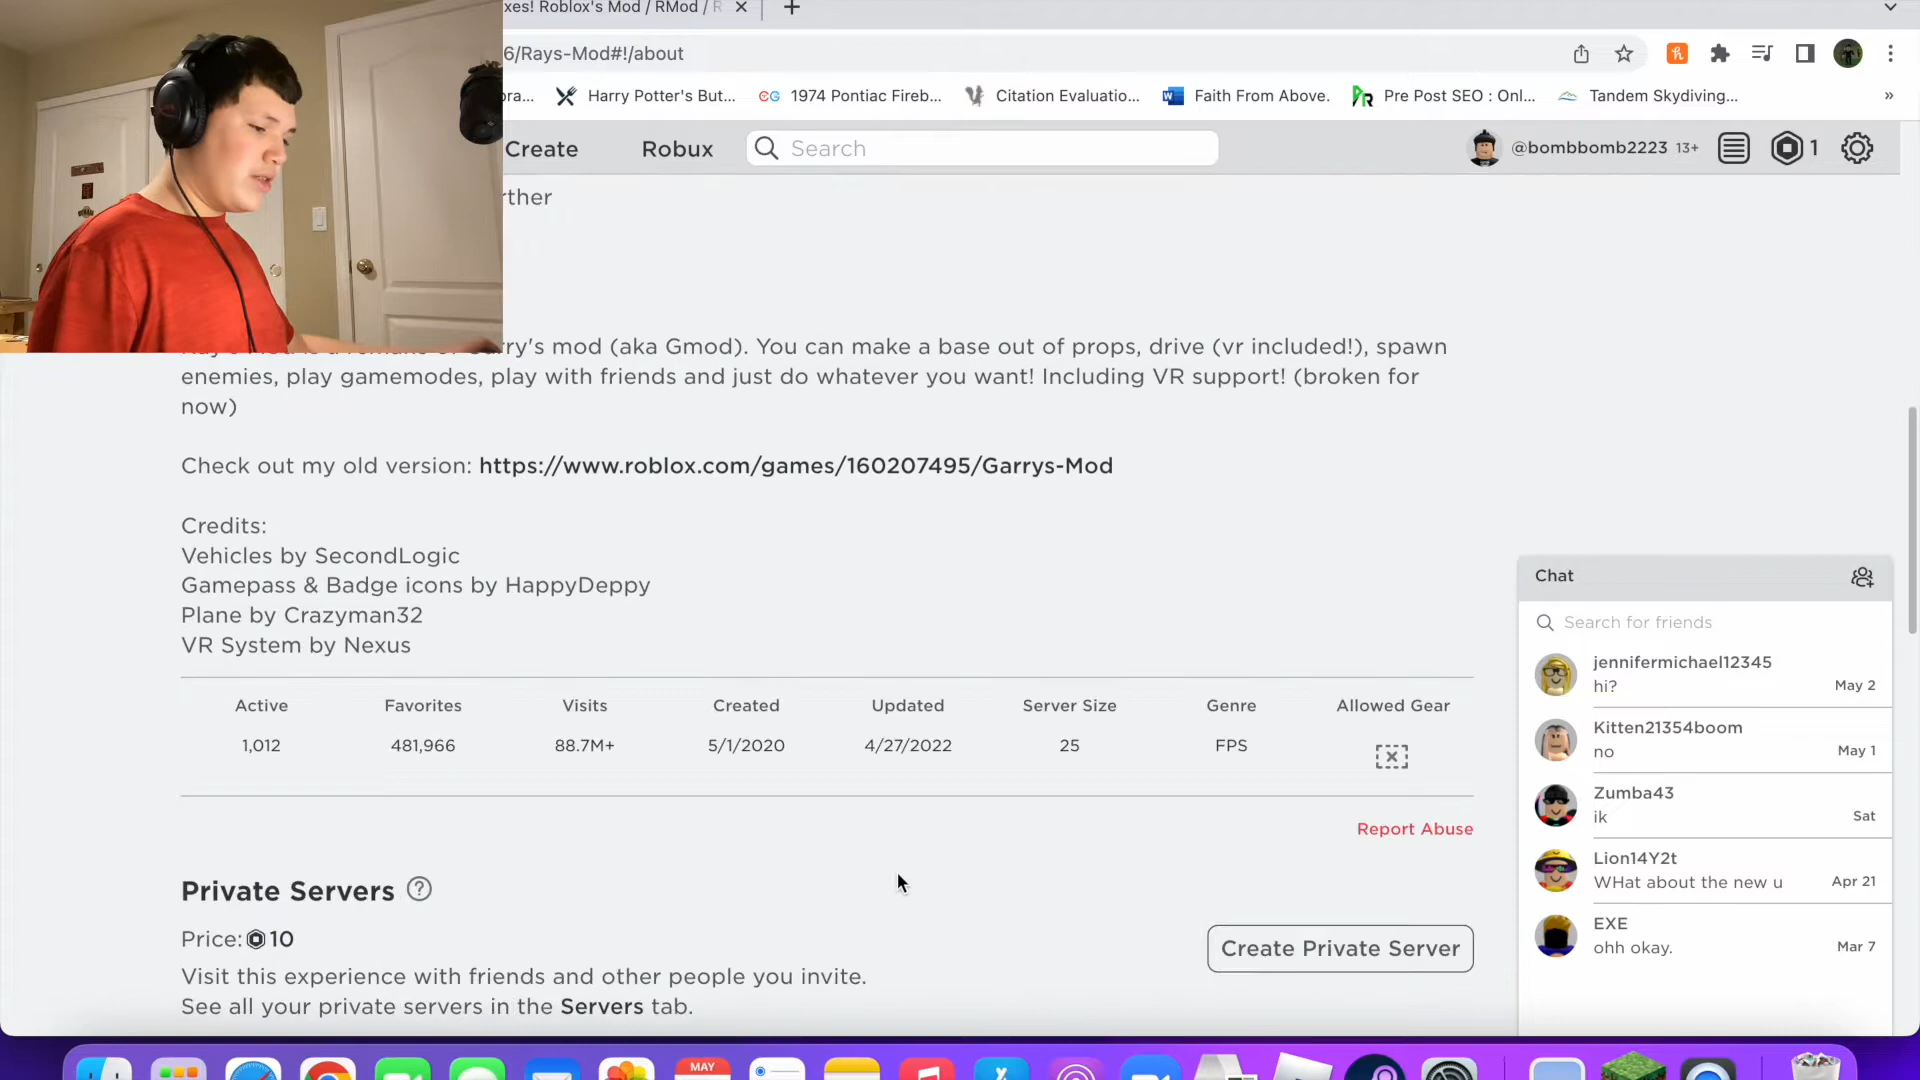 xes! Roblox's Mod / RMod / R
6/Rays-Mod#!/about
ora...
Harry Potter's But...
CG
1974 Pontiac Fireb...
Citation Evaluatio...
Faith From Above.
Pre Post SEO : Onl...
Tandem Skydiving...
»
Create
Robux
Search
@bombbomb2223 13+
1
rther
rry's mod (aka Gmod). You can make a base out of props, drive (vr included!), spawn
enemies, play gamemodes, play with friends and just do whatever you want! Including VR support! (broken for
now)
Check out my old version: https://www.roblox.com/games/160207495/Garrys-Mod
Credits:
Vehicles by SecondLogic
Gamepass & Badge icons by HappyDeppy
Plane by Crazyman32
VR System by Nexus
Active Favorites Visits Created Updated Server Size Genre Allowed Gear
1,012 481,966 88.7M+ 5/1/2020 4/27/2022 25 FPS
Report Abuse
Private Servers
Price: 10
Create Private Server
Visit this experience with friends and other people you invite.
See all your private servers in the Servers tab.
Chat
Search for friends
jennifermichael12345
hi? May 2
Kitten21354boom
no May 1
Zumba43
ik Sat
Lion14Y2t
WHat about the new u Apr 21
EXE
ohh okay. Mar 7
MAY